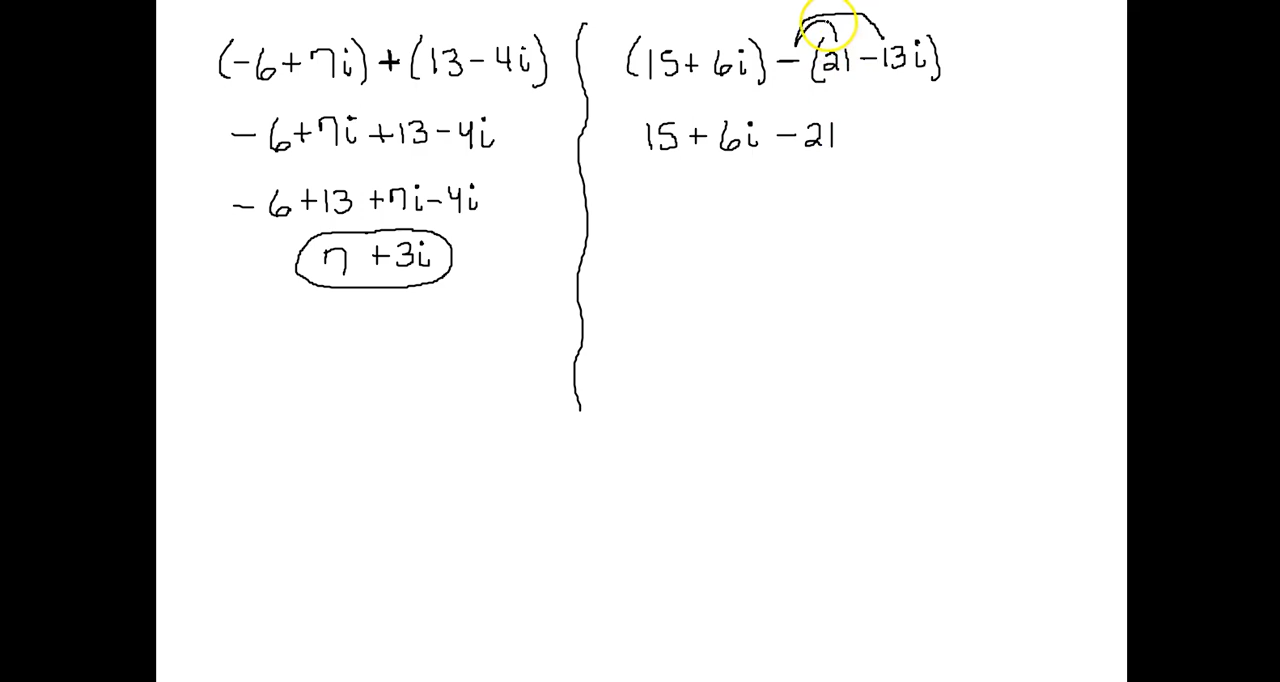 (-6+7i)+(13-4i)
-6+7i+13-4i
-6+13+7i-4i
7+3i
(15+6i)-(21-13i)
15+6i-21